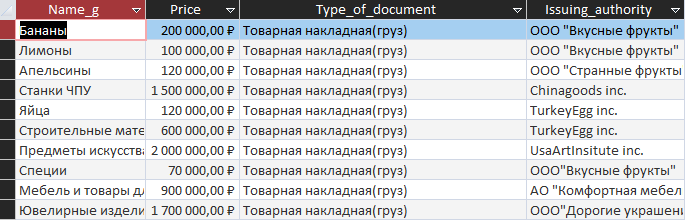 Name_g Price Type_of_document Issuing_authority
Бананы 200 000,00 ₽ Товарная накладная(груз) ООО "Вкусные фрукты"
Лимоны 100 000,00 ₽ Товарная накладная(груз) ООО "Вкусные фрукты"
Апельсины 120 000,00 ₽ Товарная накладная(груз) ООО "Странные фрукты
Станки ЧПУ 1 500 000,00 ₽ Товарная накладная(груз) Chinagoods inc.
Яйца 120 000,00 ₽ Товарная накладная(груз) TurkeyEgg inc.
Строительные мате 600 000,00 ₽ Товарная накладная(груз) TurkeyEgg inc.
Предметы искусства 2 000 000,00 ₽ Товарная накладная(груз) UsaArtInsitute inc.
Специи 70 000,00 ₽ Товарная накладная(груз) ООО"Вкусные фрукты"
Мебель и товары дл 900 000,00 ₽ Товарная накладная(груз) АО "Комфортная мебел
Ювелирные издели 1 700 000,00 ₽ Товарная накладная(груз) ООО"Дорогие украшени